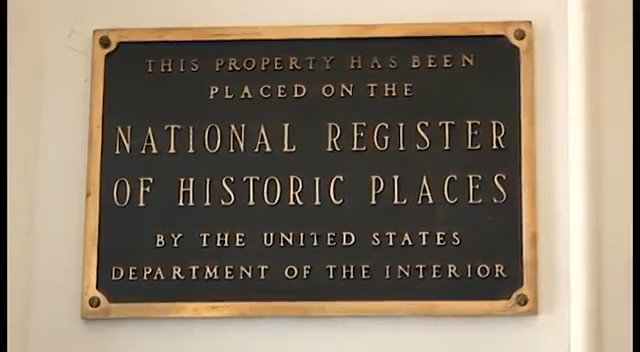 THIS PROPERTY HAS BEEN
PLACED ON THE
NATIONAL REGISTER
OF HISTORIC PLACES
BY THE UNITED STATES
DEPARTMENT OF THE INTERIOR